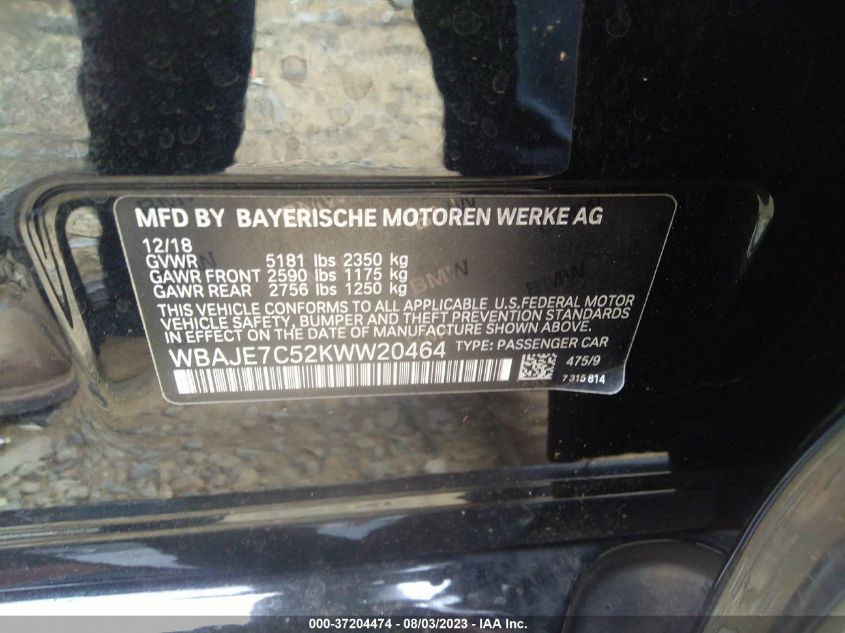 MFD BY BAYERISCHE MOTOREN WERKE AG
12/18
GVWR 5181 lbs 2350 kg
GAWR FRONT 2590 lbs 1175 kg
GAWR REAR 2756 lbs 1250 kg
THIS VEHICLE CONFORMS TO ALL APPLICABLE U.S.FEDERAL MOTOR
VEHICLE SAFETY, BUMPER AND THEFT PREVENTION STANDARDS
IN EFFECT ON THE DATE OF MANUFACTURE SHOWN ABOVE.
WBAJE7C52KWW20464 TYPE: PASSENGER CAR
475/9
7 315 814
BMW
BMW
000-37204474 - 08/03/2023 - IAA Inc.